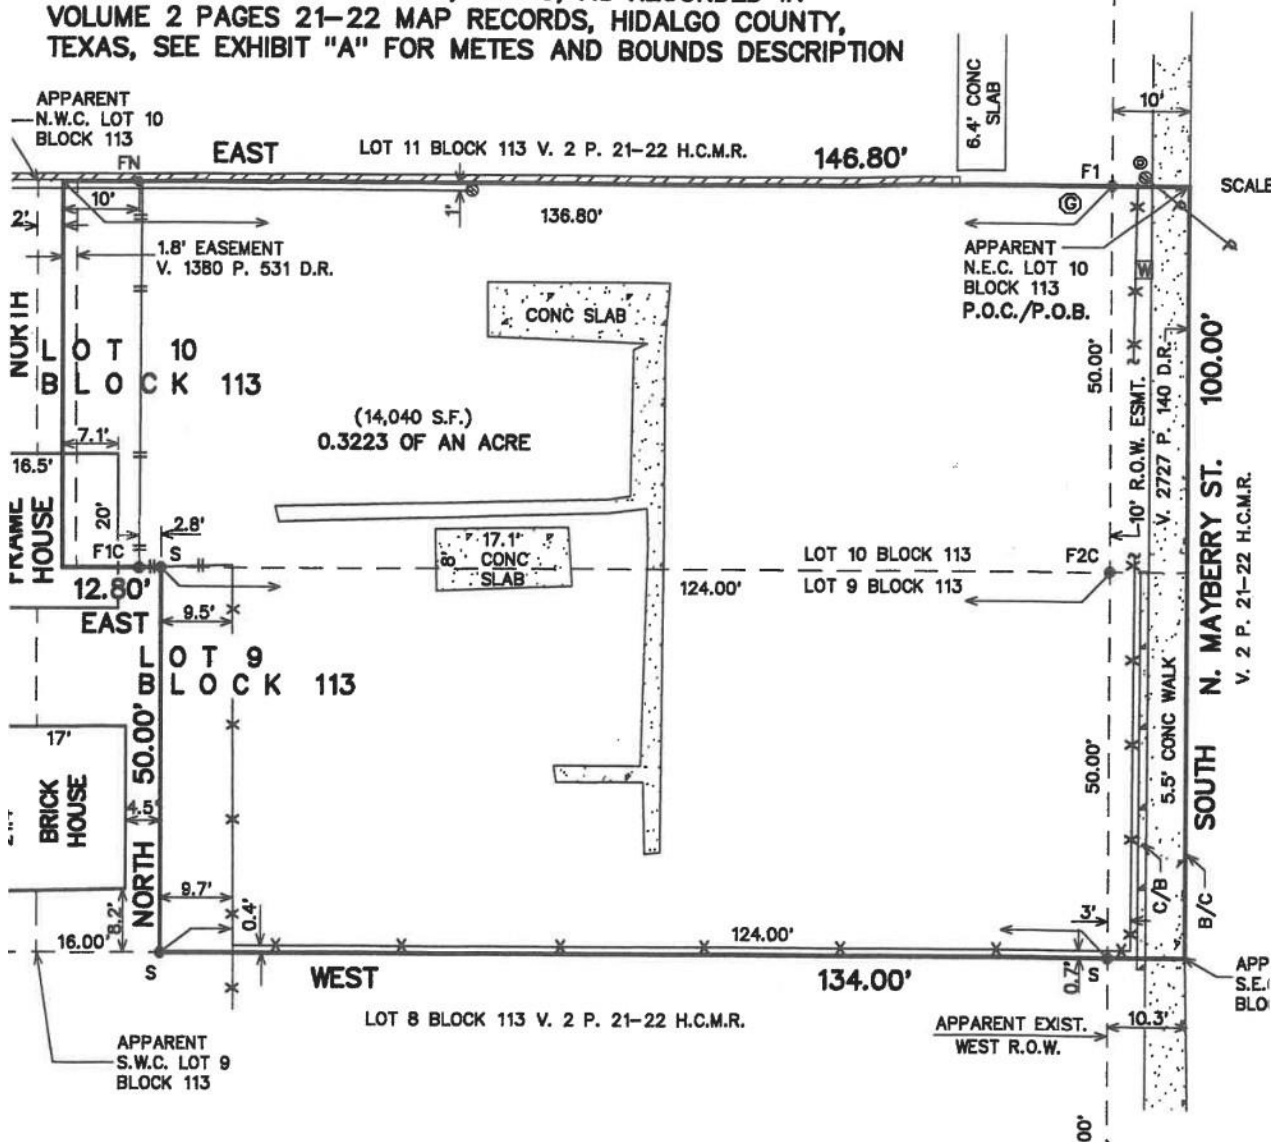 VOLUME 2 PAGES 21-22 MAP RECORDS, HIDALGO COUNTY,
TEXAS, SEE EXHIBIT "A" FOR METES AND BOUNDS DESCRIPTION
APPARENT
N.W.C. LOT 10
BLOCK 113
FN
EAST
LOT 11 BLOCK 113 V. 2 P. 21-22 H.C.M.R.
146.80'
6.4' CONC
SLAB
10'
F1
SCALE
10'
2'
1'
136.80'
G
1.8' EASEMENT
V. 1380 P. 531 D.R.
APPARENT
N.E.C. LOT 10
BLOCK 113
P.O.C./P.O.B.
W
CONC SLAB
NORTH
LOT 10
BLOCK 113
50.00'
10' R.O.W. ESMT.
V. 2727 P. 140 D.R.
100.00'
(14,040 S.F.)
0.3223 OF AN ACRE
7.1'
16.5'
FRAME
HOUSE
20'
2.8'
F1C
S
17.1'
8'
CONC
SLAB
LOT 10 BLOCK 113
LOT 9 BLOCK 113
F2C
124.00'
12.80'
EAST
9.5'
LOT 9
BLOCK 113
N. MAYBERRY ST.
V. 2 P. 21-22 H.C.M.R.
5.5' CONC WALK
SOUTH
50.00'
17'
BRICK
HOUSE
4.5'
NORTH 50.00'
9.7'
8.2'
0.4'
16.00'
S
WEST
124.00'
134.00'
3'
C/B
B/C
0.7'
S
APP
S.E.
BLO
LOT 8 BLOCK 113 V. 2 P. 21-22 H.C.M.R.
APPARENT EXIST.
WEST R.O.W.
10.3'
APPARENT
S.W.C. LOT 9
BLOCK 113
00'